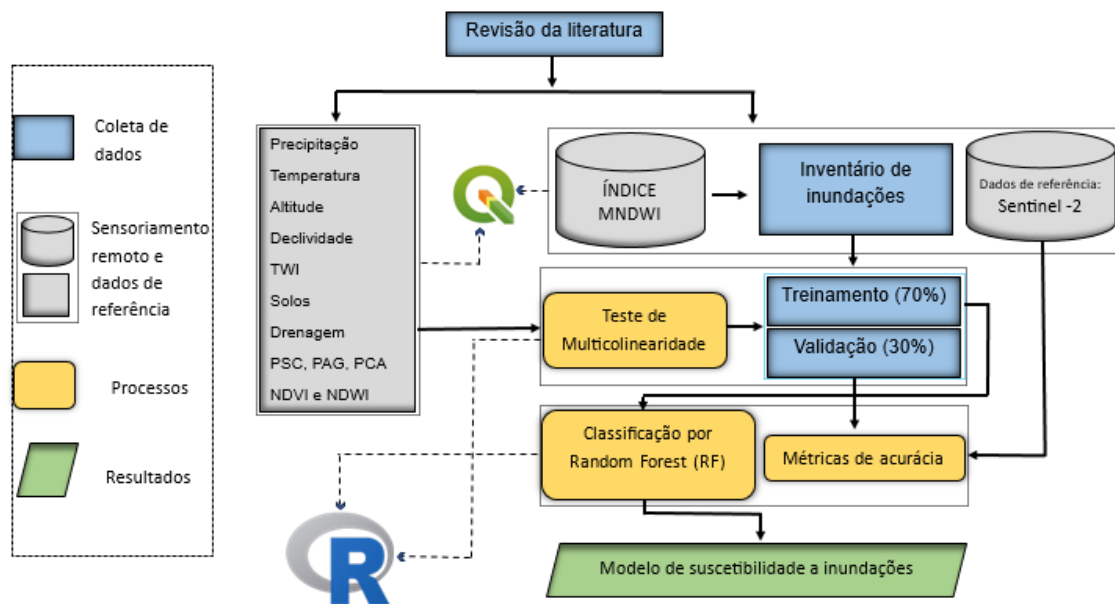 Revisão da literatura
Coleta de
dados
Sensoriamento
remoto e
dados de
referência
Processos
Resultados
Precipitação
Temperatura
Altitude
Declividade
TWI
Solos
Drenagem
PSC, PAG, PCA
NDVI e NDWI
ÍNDICE
MNDWI
Inventário de
inundações
Dados de referência:
Sentinel -2
Teste de
Multicolinearidade
Treinamento (70%)
Validação (30%)
Classificação por
Random Forest (RF)
Métricas de acurácia
R
Modelo de suscetibilidade a inundações